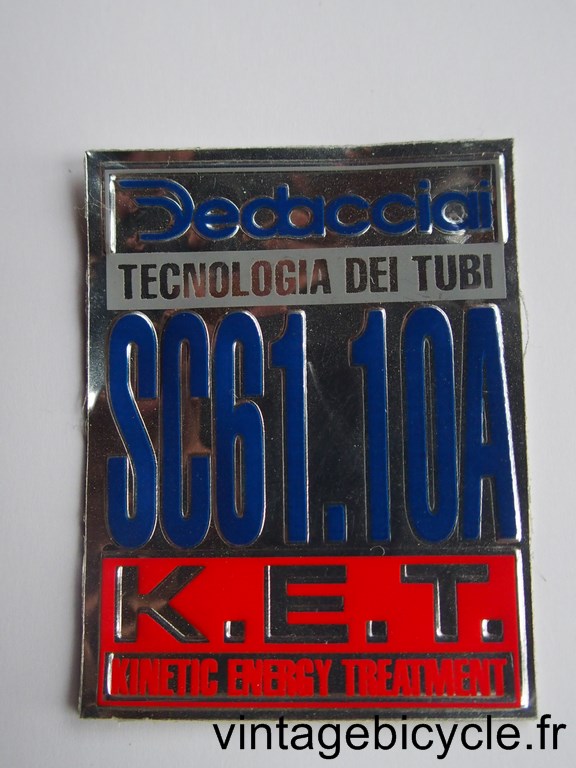 Dedacciai
TECNOLOGIA DEI TUBI
SC61.10A
K.E.T.
KINETIC ENERGY TREATMENT
vintagebicycle.fr